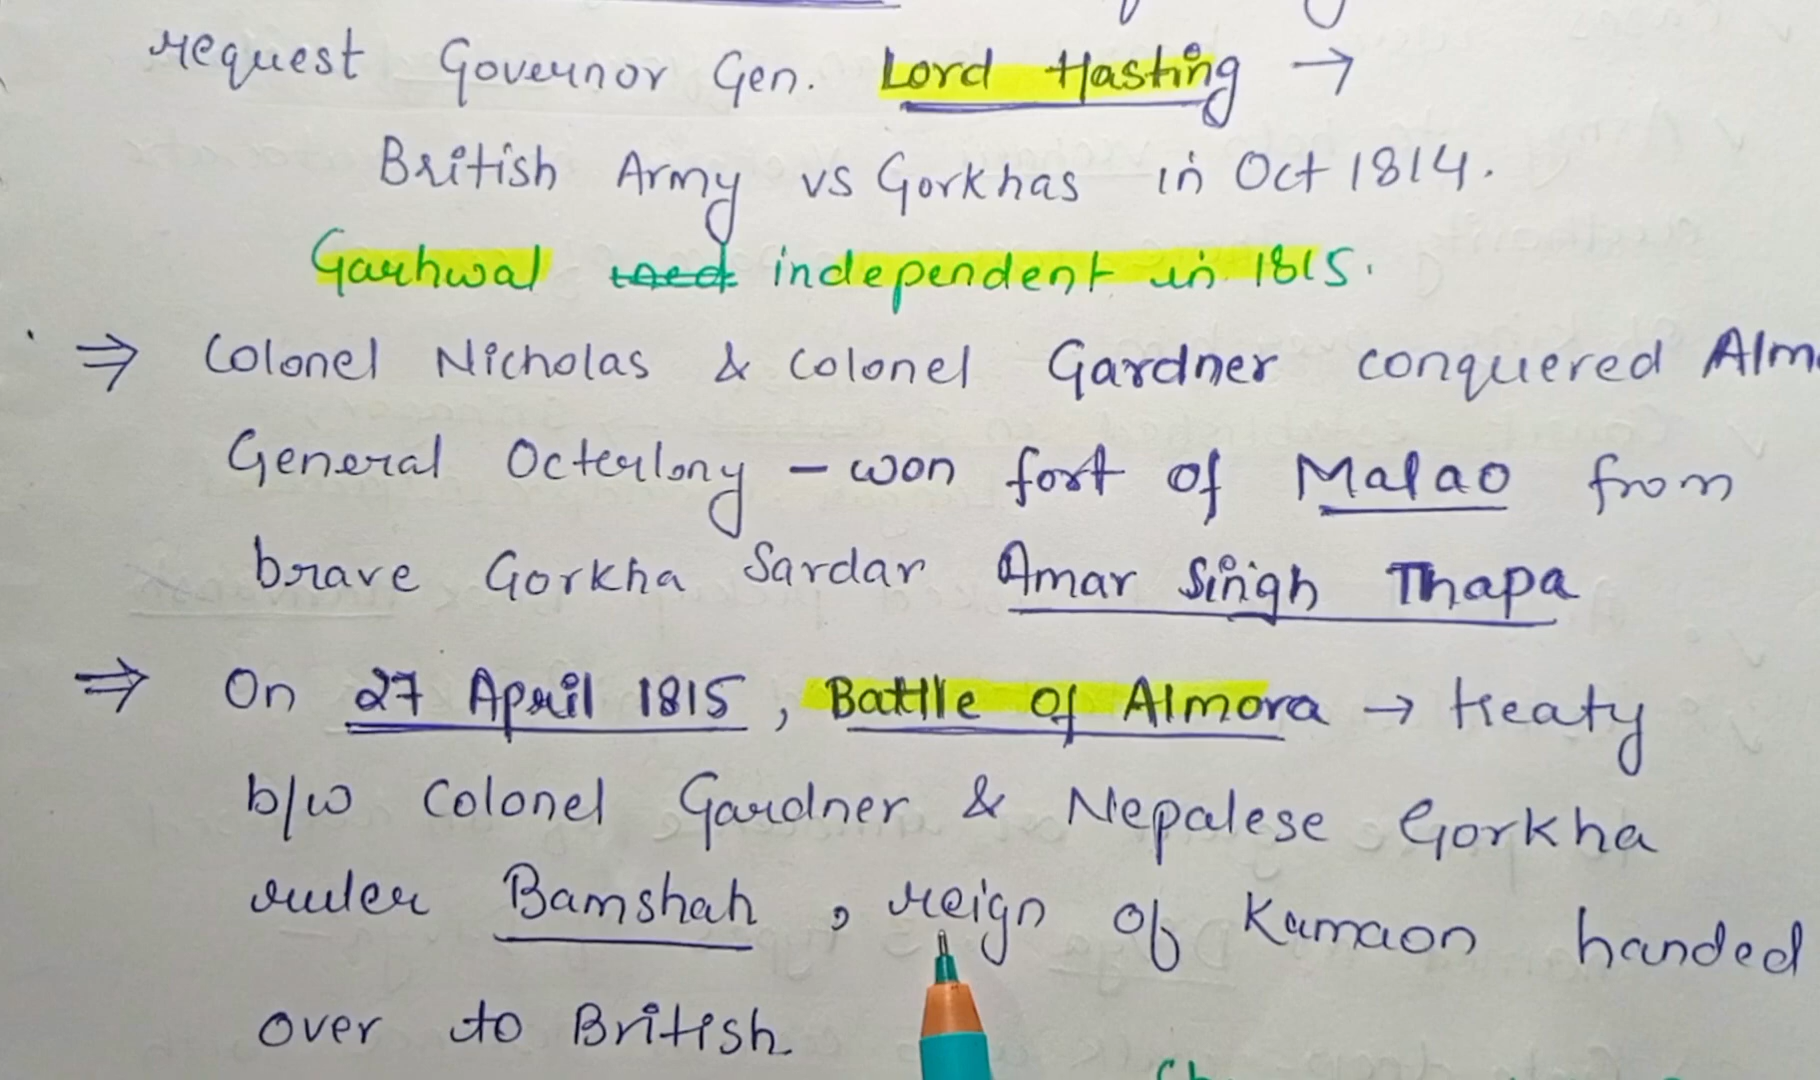 request Governor Gen. Lord Hasting →
British Army vs Gorkhas in Oct 1814.
Garhwal independent in 1815.
⇒ Colonel Nicholas & Colonel Gardner conquered Alm
General Octerlony - won fort of Malao from
brave Gorkha Sardar Amar Singh Thapa
⇒ On 27 April 1815, Battle of Almora → treaty
b/w Colonel Gardner & Nepalese Gorkha
ruler Bamshah, reign of Kumaon handed
over to British